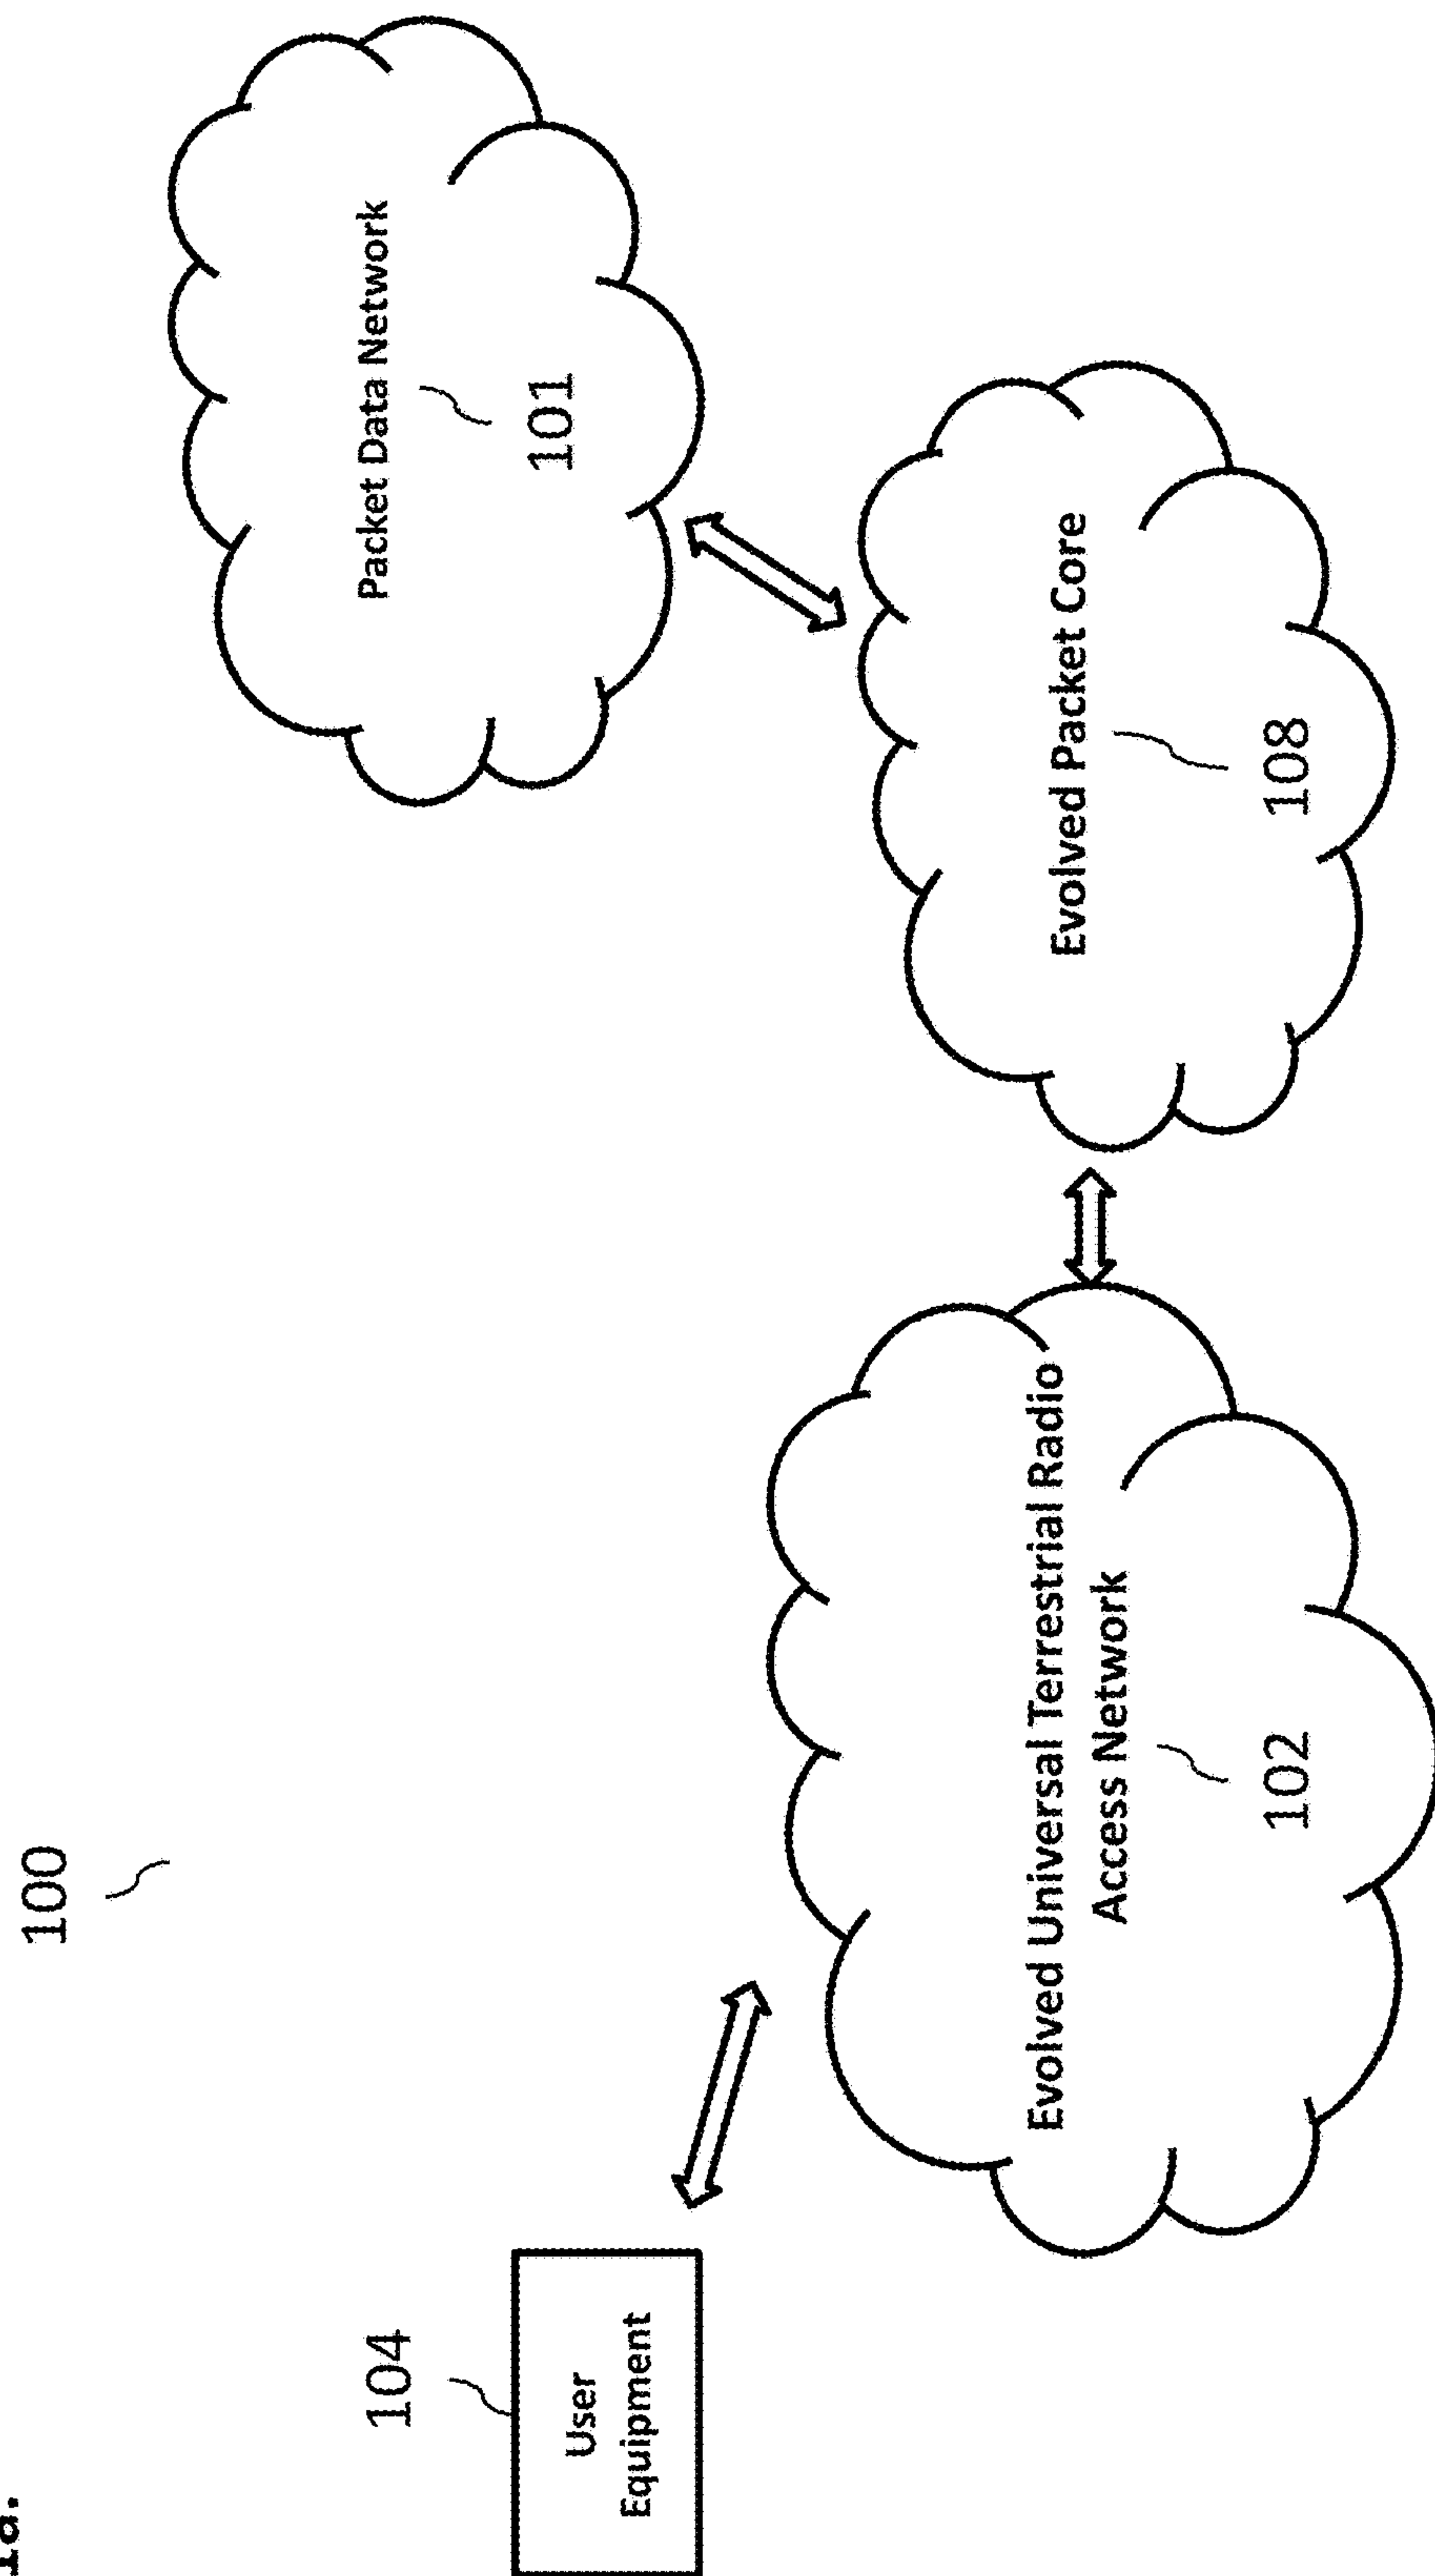 1a.
100
104
User
Equipment
Evolved Universal Terrestrial Radio
Access Network
102
Evolved Packet Core
108
Packet Data Network
101